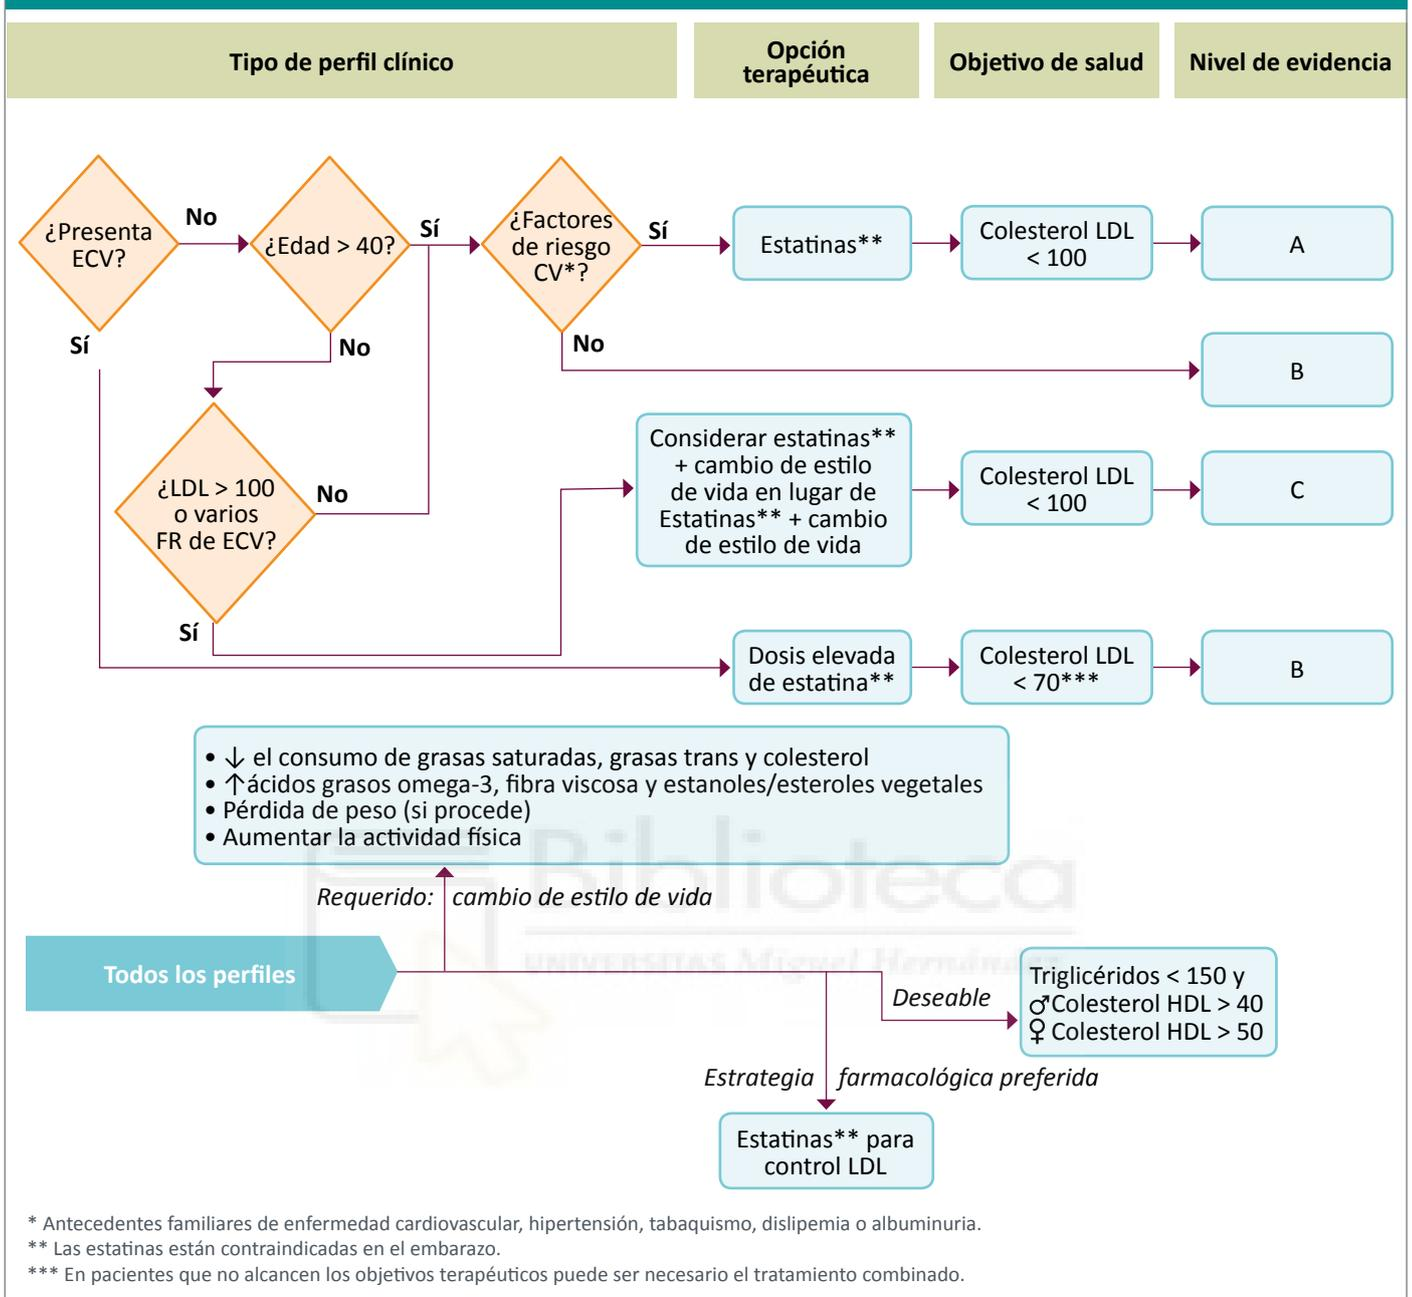 Tipo de perfil clínico
Opción
terapéutica
Objetivo de salud
Nivel de evidencia
¿Presenta
ECV?
No
¿Edad > 40?
Sí
¿Factores
de riesgo
CV*?
Sí
Estatinas**
Colesterol LDL
< 100
A
Sí
No
No
B
¿LDL > 100
o varios
FR de ECV?
No
Considerar estatinas**
+ cambio de estilo
de vida en lugar de
Estatinas** + cambio
de estilo de vida
Colesterol LDL
< 100
C
Sí
Dosis elevada
de estatina**
Colesterol LDL
< 70***
B
• ↓ el consumo de grasas saturadas, grasas trans y colesterol
• ↑ácidos grasos omega-3, fibra viscosa y estanoles/esteroles vegetales
• Pérdida de peso (si procede)
• Aumentar la actividad física
Biblioteca
UNIVERSITAS Miguel Hernández
Requerido: cambio de estilo de vida
Todos los perfiles
Deseable
Triglicéridos < 150 y
♂Colesterol HDL > 40
♀ Colesterol HDL > 50
Estrategia farmacológica preferida
Estatinas** para
control LDL
* Antecedentes familiares de enfermedad cardiovascular, hipertensión, tabaquismo, dislipemia o albuminuria.
** Las estatinas están contraindicadas en el embarazo.
*** En pacientes que no alcancen los objetivos terapéuticos puede ser necesario el tratamiento combinado.